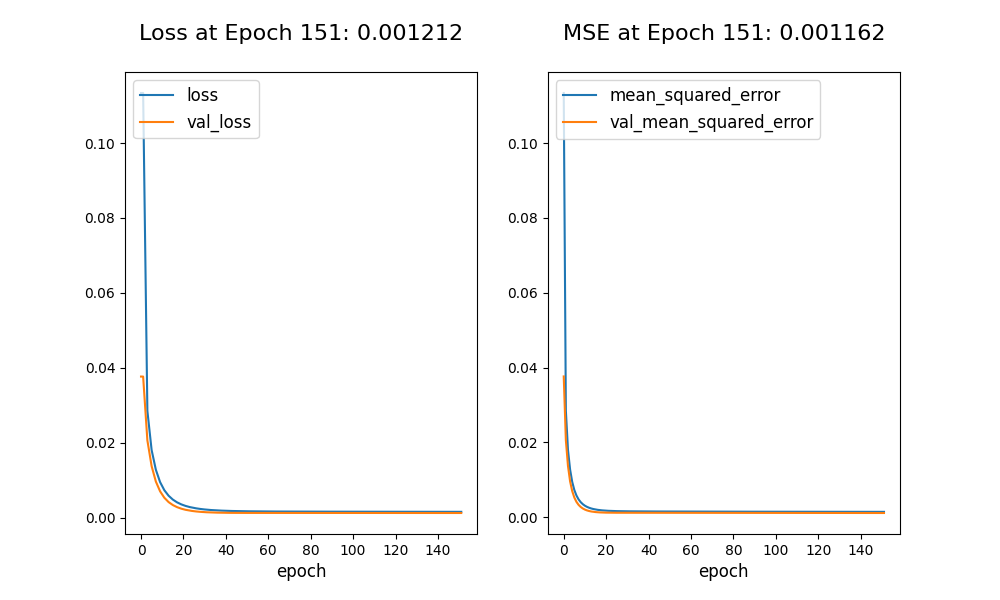 Loss at Epoch 151: 0.001212
loss
val_loss
0.10
0.08
0.06
0.04
0.02
0.00
0 20 40 60 80 100 120 140
epoch
MSE at Epoch 151: 0.001162
mean_squared_error
val_mean_squared_error
0.10
0.08
0.06
0.04
0.02
0.00
0 20 40 60 80 100 120 140
epoch